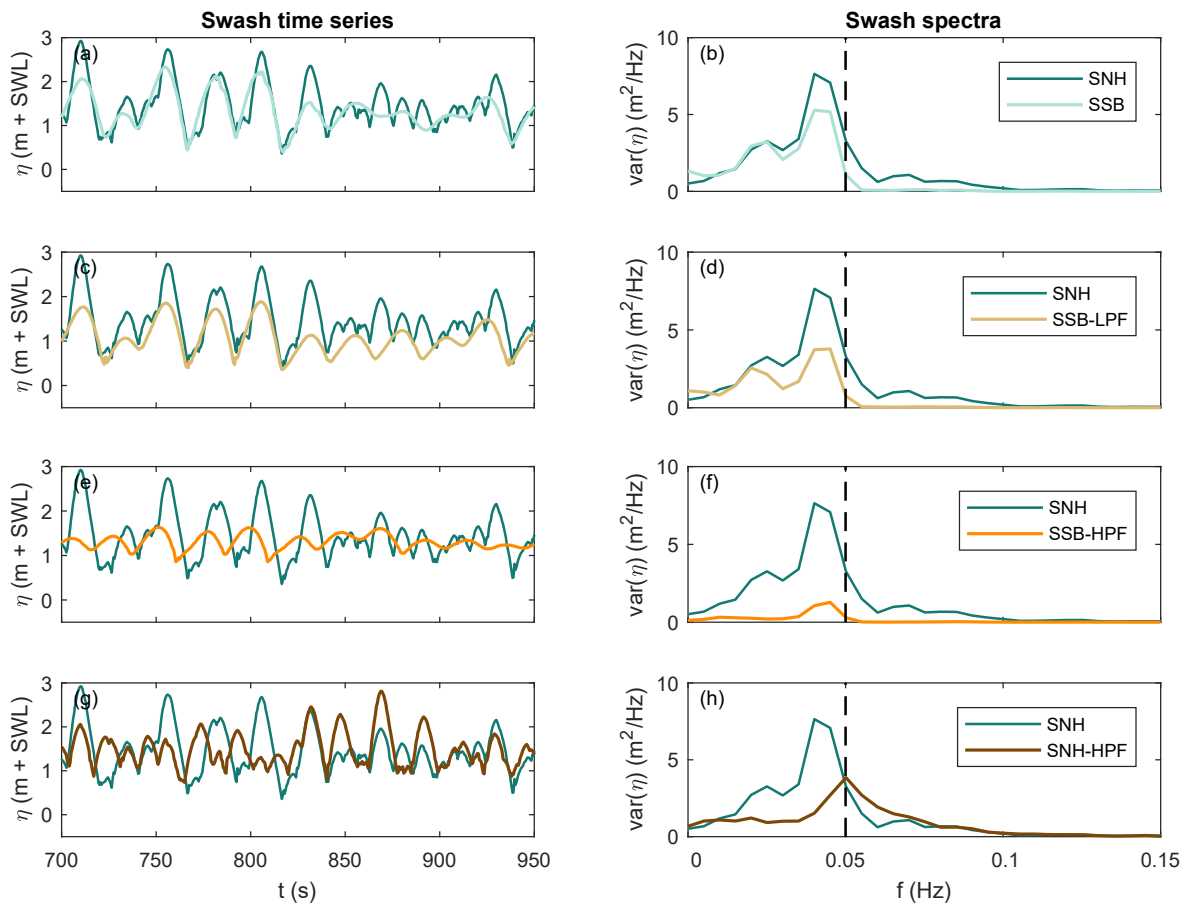 Swash time series
Swash spectra
η (m + SWL)
3
2
1
0
(a)
var(η) (m²/Hz)
10
5
0
(b)
SNH
SSB
η (m + SWL)
3
2
1
0
(c)
var(η) (m²/Hz)
10
5
0
(d)
SNH
SSB-LPF
η (m + SWL)
3
2
1
0
(e)
var(η) (m²/Hz)
10
5
0
(f)
SNH
SSB-HPF
η (m + SWL)
3
2
1
0
(g)
700 750 800 850 900 950
t (s)
var(η) (m²/Hz)
10
5
0
(h)
SNH
SNH-HPF
0 0.05 0.1 0.15
f (Hz)